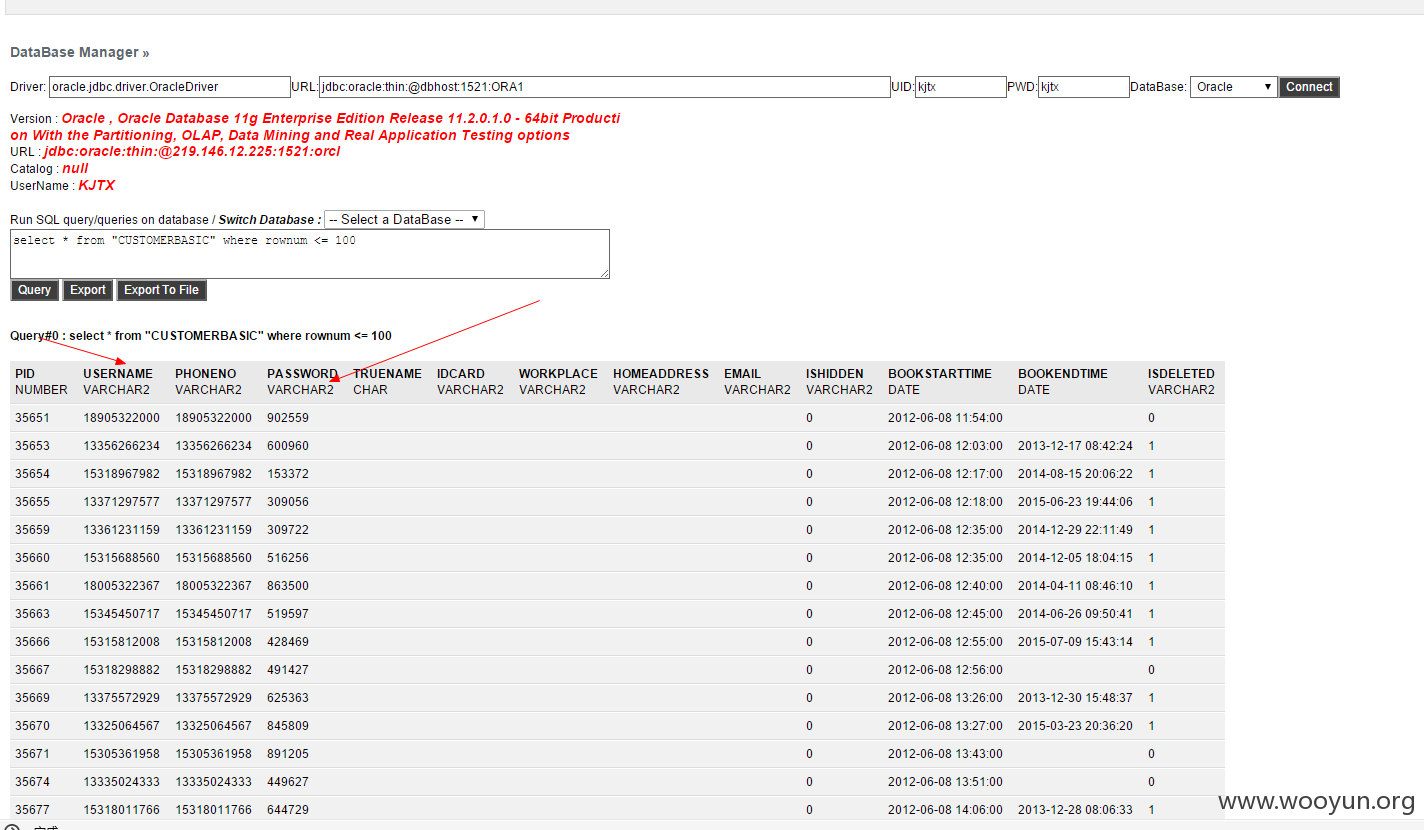 DataBase Manager »
Driver: oracle.jdbc.driver.OracleDriver URL: jdbc:oracle:thin:@dbhost:1521:ORA1 UID: kjtx PWD: kjtx DataBase: Oracle Connect
Version : Oracle , Oracle Database 11g Enterprise Edition Release 11.2.0.1.0 - 64bit Producti
on With the Partitioning, OLAP, Data Mining and Real Application Testing options
URL : jdbc:oracle:thin:@219.146.12.225:1521:orcl
Catalog : null
UserName : KJTX
Run SQL query/queries on database / Switch Database : -- Select a DataBase --
select * from "CUSTOMERBASIC" where rownum <= 100
Query Export Export To File
Query#0 : select * from "CUSTOMERBASIC" where rownum <= 100
PID USERNAME PHONENO PASSWORD TRUENAME IDCARD WORKPLACE HOMEADDRESS EMAIL ISHIDDEN BOOKSTARTTIME BOOKENDTIME ISDELETED
NUMBER VARCHAR2 VARCHAR2 VARCHAR2 CHAR VARCHAR2 VARCHAR2 VARCHAR2 VARCHAR2 VARCHAR2 DATE DATE VARCHAR2
35651 18905322000 18905322000 902559 0 2012-06-08 11:54:00 0
35653 13356266234 13356266234 600960 0 2012-06-08 12:03:00 2013-12-17 08:42:24 1
35654 15318967982 15318967982 153372 0 2012-06-08 12:17:00 2014-08-15 20:06:22 1
35655 13371297577 13371297577 309056 0 2012-06-08 12:18:00 2015-06-23 19:44:06 1
35659 13361231159 13361231159 309722 0 2012-06-08 12:35:00 2014-12-29 22:11:49 1
35660 15315688560 15315688560 516256 0 2012-06-08 12:35:00 2014-12-05 18:04:15 1
35661 18005322367 18005322367 863500 0 2012-06-08 12:40:00 2014-04-11 08:46:10 1
35663 15345450717 15345450717 519597 0 2012-06-08 12:45:00 2014-06-26 09:50:41 1
35666 15315812008 15315812008 428469 0 2012-06-08 12:55:00 2015-07-09 15:43:14 1
35667 15318298882 15318298882 491427 0 2012-06-08 12:56:00 0
35669 13375572929 13375572929 625363 0 2012-06-08 13:26:00 2013-12-30 15:48:37 1
35670 13325064567 13325064567 845809 0 2012-06-08 13:27:00 2015-03-23 20:36:20 1
35671 15305361958 15305361958 891205 0 2012-06-08 13:43:00 0
35674 13335024333 13335024333 449627 0 2012-06-08 13:51:00 0
35677 15318011766 15318011766 644729 0 2012-06-08 14:06:00 2013-12-28 08:06:33 1
www.wooyun.org